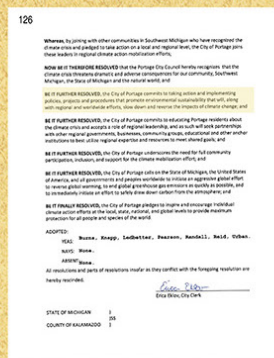 126
Whereas, by joining with other communities in Southwest Michigan who have recognized the
climate crisis and pledged to take action on a local and regional level, the City of Portage joins
these leaders in regional climate action mobilization efforts;
NOW BE IT THEREFORE RESOLVED that the Portage City Council hereby recognizes that the
climate crisis threatens dramatic and adverse consequences for our community, Southwest
Michigan, the State of Michigan and the natural world; and
BE IT FURTHER RESOLVED, the City of Portage commits to taking action and implementing
policies, projects and procedures that promote environmental sustainability that will, along
with regional and worldwide efforts, slow down and reverse the impacts of climate change; and
BE IT FURTHER RESOLVED, the City of Portage commits to educating Portage residents about
the climate crisis and accepts a role of regional leadership, and as such will seek partnerships
with other regional governments, businesses, community groups, educational and other anchor
institutions to best utilize regional expertise and resources to meet shared goals; and
BE IT FURTHER RESOLVED, the City of Portage underscores the need for full community
participation, inclusion, and support for the climate mobilization effort; and
BE IT FURTHER RESOLVED, the City of Portage calls on the State of Michigan, the United States
of America, and all governments and peoples worldwide to initiate an aggressive global effort
to reverse global warming, to end global greenhouse gas emissions as quickly as possible, and
to immediately initiate an effort to safely draw down carbon from the atmosphere; and
BE IT FINALLY RESOLVED, the City of Portage pledges to inspire and encourage individual
climate action efforts at the local, state, national, and global levels to provide maximum
protection for all people and species of the world.
ADOPTED:
YEAS: Burns, Knapp, Ledbetter, Pearson, Randall, Reid, Urban.
NAYS: None.
ABSENT: None.
All resolutions and parts of resolutions insofar as they conflict with the foregoing resolution are
hereby rescinded.
Erica Eklov
Erica Eklov, City Clerk
STATE OF MICHIGAN )
)SS
COUNTY OF KALAMAZOO )